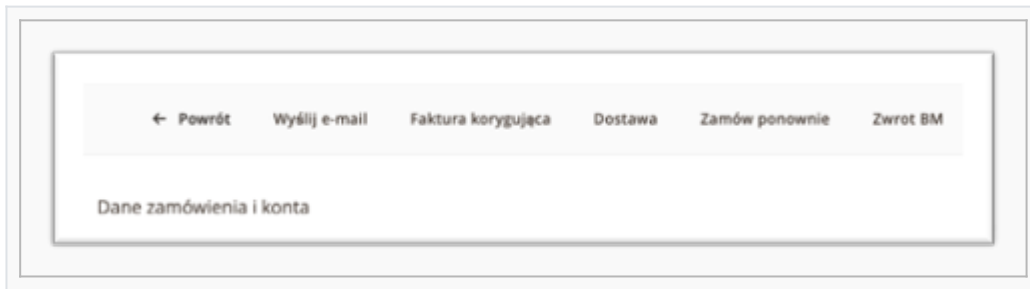 ← Powrót Wyślij e-mail Faktura korygująca Dostawa Zamów ponownie Zwrot BM
Dane zamówienia i konta